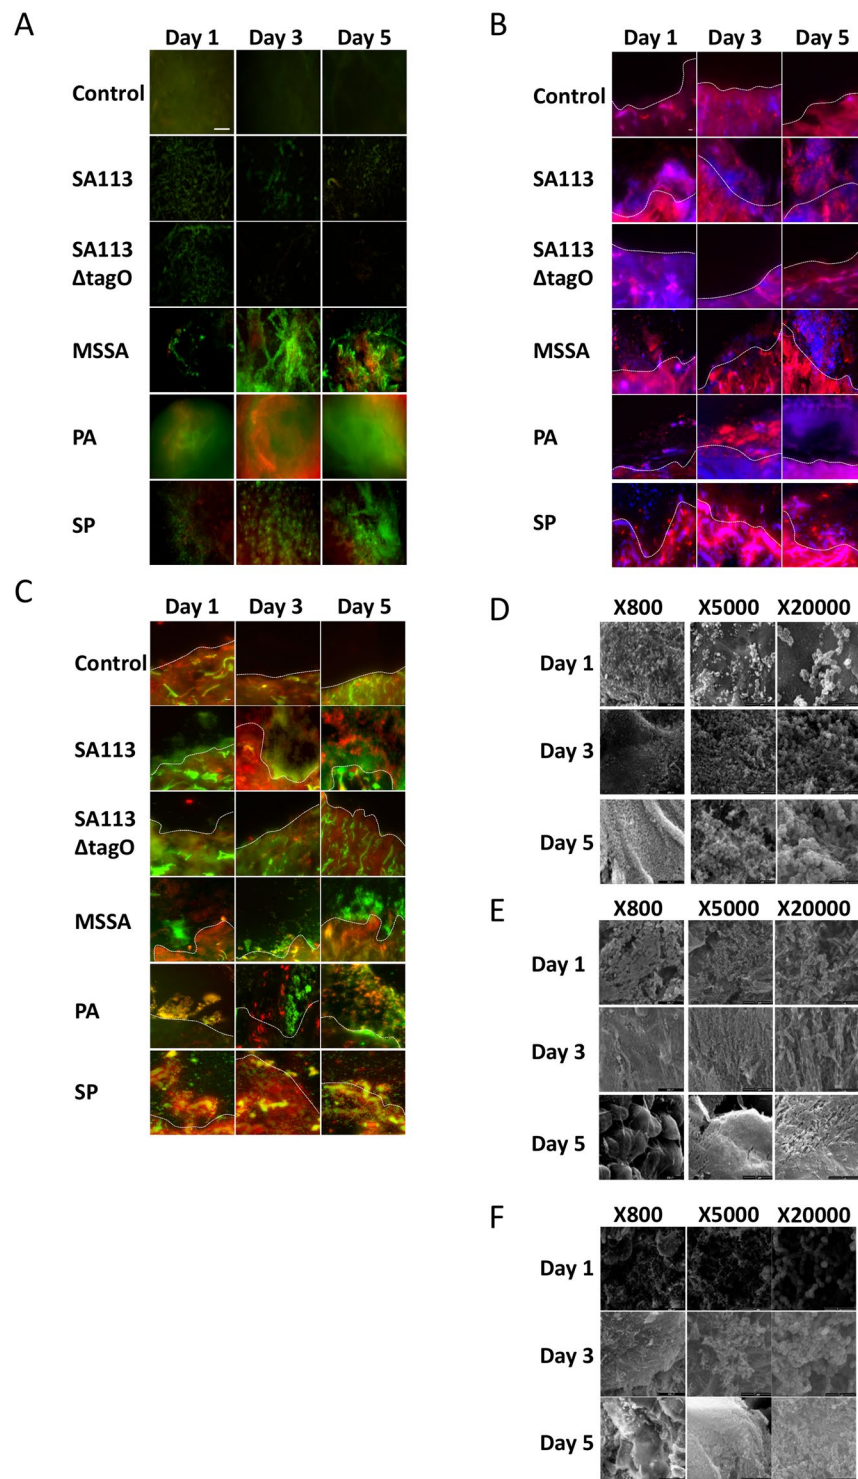 A
Day 1 Day 3 Day 5
Control
SA113
SA113
ΔtagO
MSSA
PA
SP
B
Day 1 Day 3 Day 5
Control
SA113
SA113
ΔtagO
MSSA
PA
SP
C
Day 1 Day 3 Day 5
Control
SA113
SA113
ΔtagO
MSSA
PA
SP
D
X800 X5000 X20000
Day 1
Day 3
Day 5
E
X800 X5000 X20000
Day 1
Day 3
Day 5
F
X800 X5000 X20000
Day 1
Day 3
Day 5